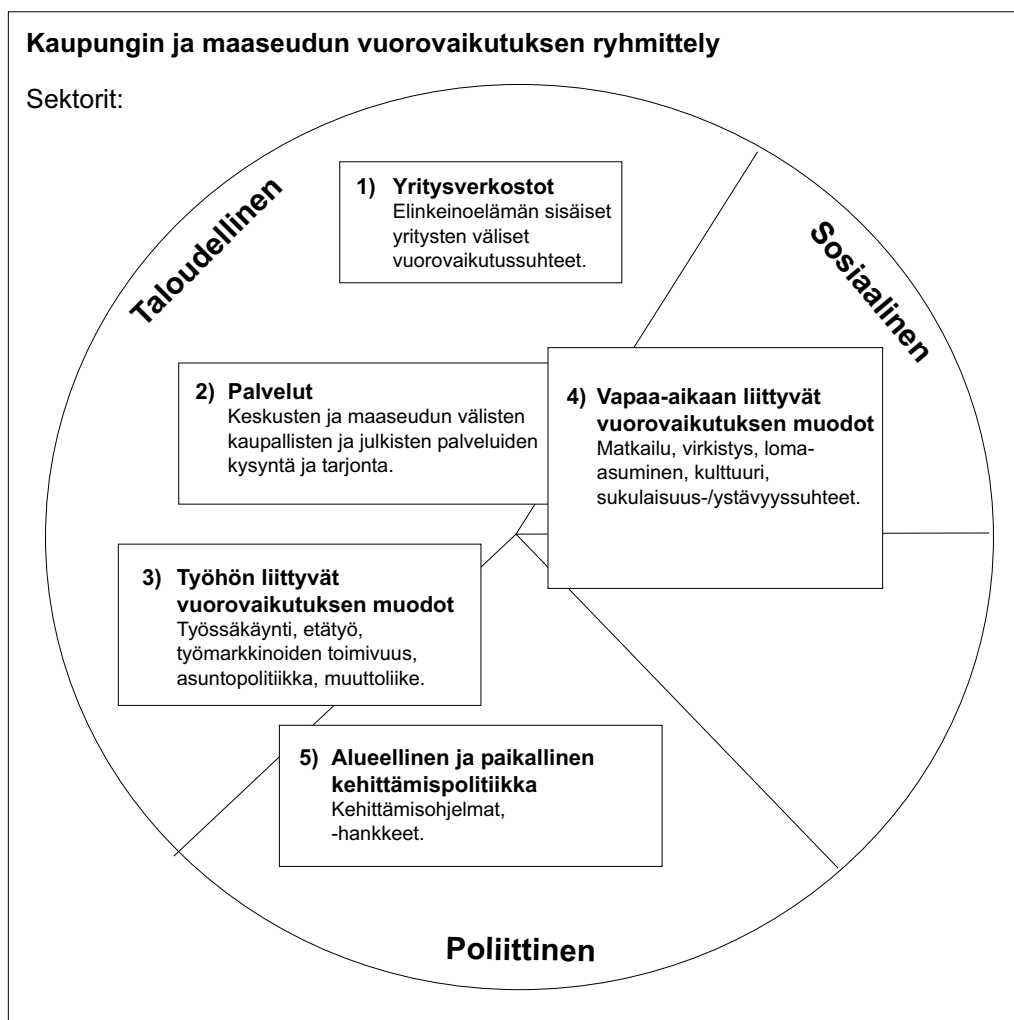 Kaupungin ja maaseudun vuorovaikutuksen ryhmittely
Sektorit:
Taloudellinen
Sosiaalinen
1) Yritysverkostot
Elinkeinoelämän sisäiset
yritysten väliset
vuorovaikutussuhteet.
2) Palvelut
Keskusten ja maaseudun välisten
kaupallisten ja julkisten palveluiden
kysyntä ja tarjonta.
4) Vapaa-aikaan liittyvät
vuorovaikutuksen muodot
Matkailu, virkistys, loma-
asuminen, kulttuuri,
sukulaisuus-/ystävyyssuhteet.
3) Työhön liittyvät
vuorovaikutuksen muodot
Työssäkäynti, etätyö,
työmarkkinoiden toimivuus,
asuntopolitiikka, muuttoliike.
5) Alueellinen ja paikallinen
kehittämispolitiikka
Kehittämisohjelmat,
-hankkeet.
Poliittinen